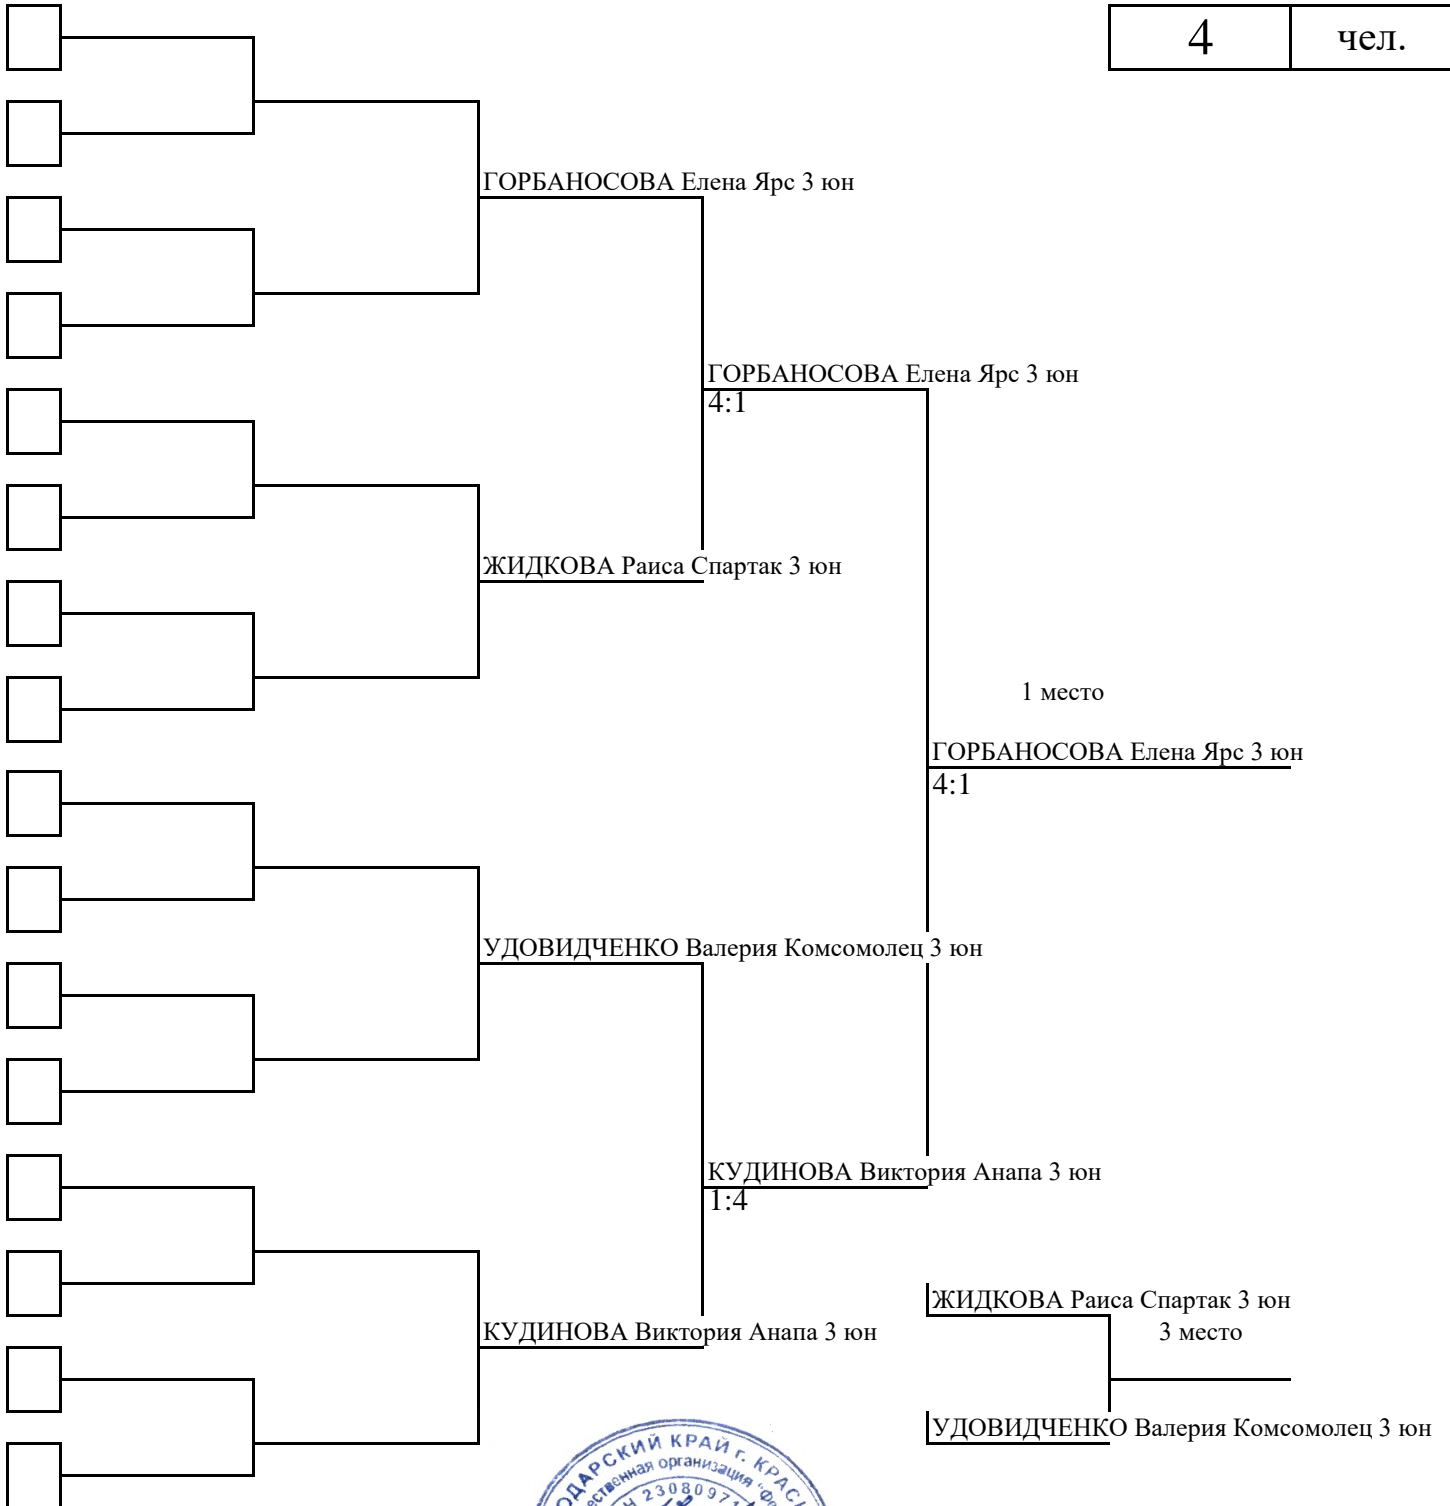 4 чел.
ГОРБАНОСОВА Елена Ярс 3 юн
ГОРБАНОСОВА Елена Ярс 3 юн
4:1
ЖИДКОВА Раиса Спартак 3 юн
1 место
ГОРБАНОСОВА Елена Ярс 3 юн
4:1
УДОВИДЧЕНКО Валерия Комсомолец 3 юн
КУДИНОВА Виктория Анапа 3 юн
1:4
ЖИДКОВА Раиса Спартак 3 юн
КУДИНОВА Виктория Анапа 3 юн
3 место
УДОВИДЧЕНКО Валерия Комсомолец 3 юн
КРАЙ г.
организация